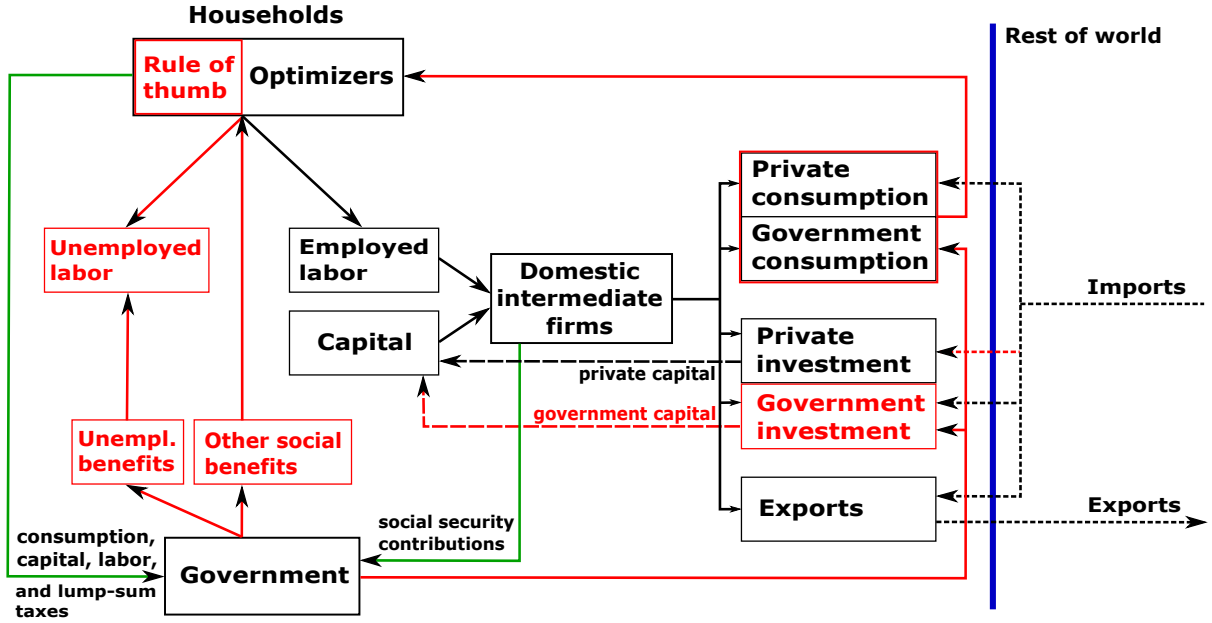 Households
Rest of world
Rule of
thumb
Optimizers
Private
consumption
Government
consumption
Unemployed
labor
Employed
labor
Domestic
intermediate
firms
Imports
Capital
Private
investment
private capital
government capital
Government
investment
Unempl.
benefits
Other social
benefits
Exports
Exports
social security
contributions
consumption,
capital, labor,
and lump-sum
taxes
Government